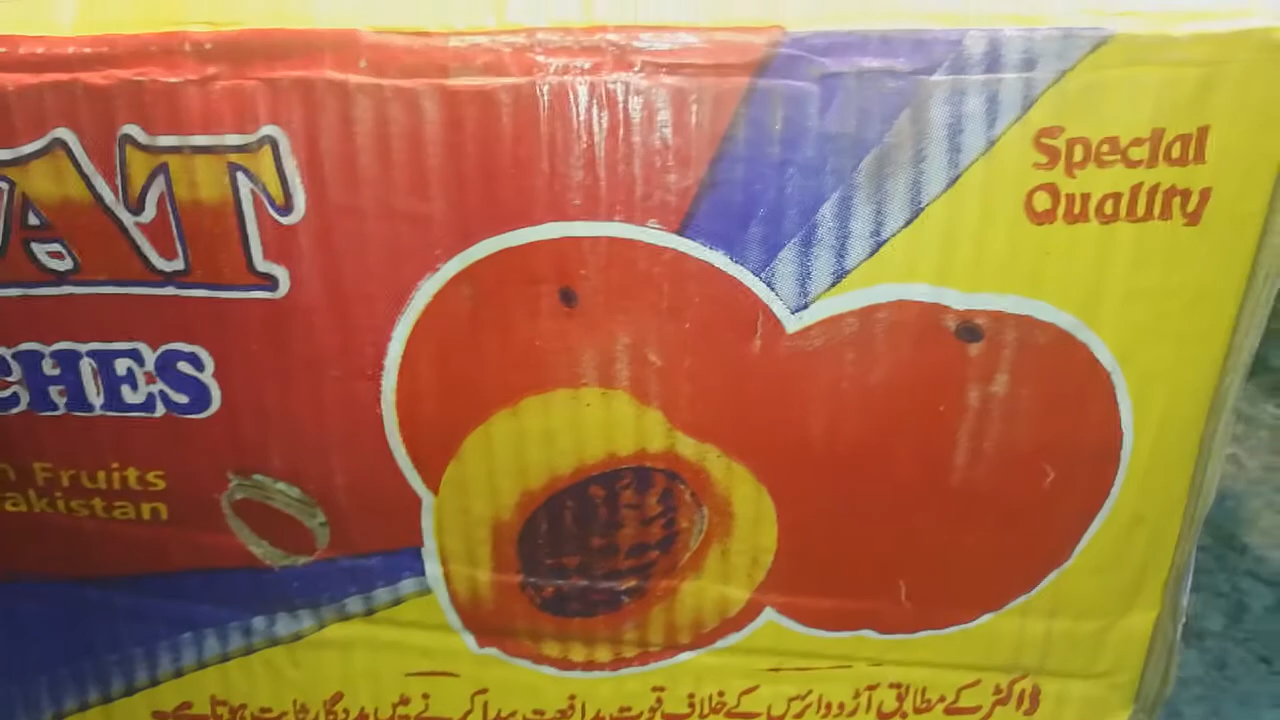 AT
CHES
Special
Quality
n Fruits
akistan
ڈاکٹر کے مطابق آڑو وائرس کے خلاف قوت مدافعت پیدا کرنے میں مددگار ثابت ہوتا ہے۔